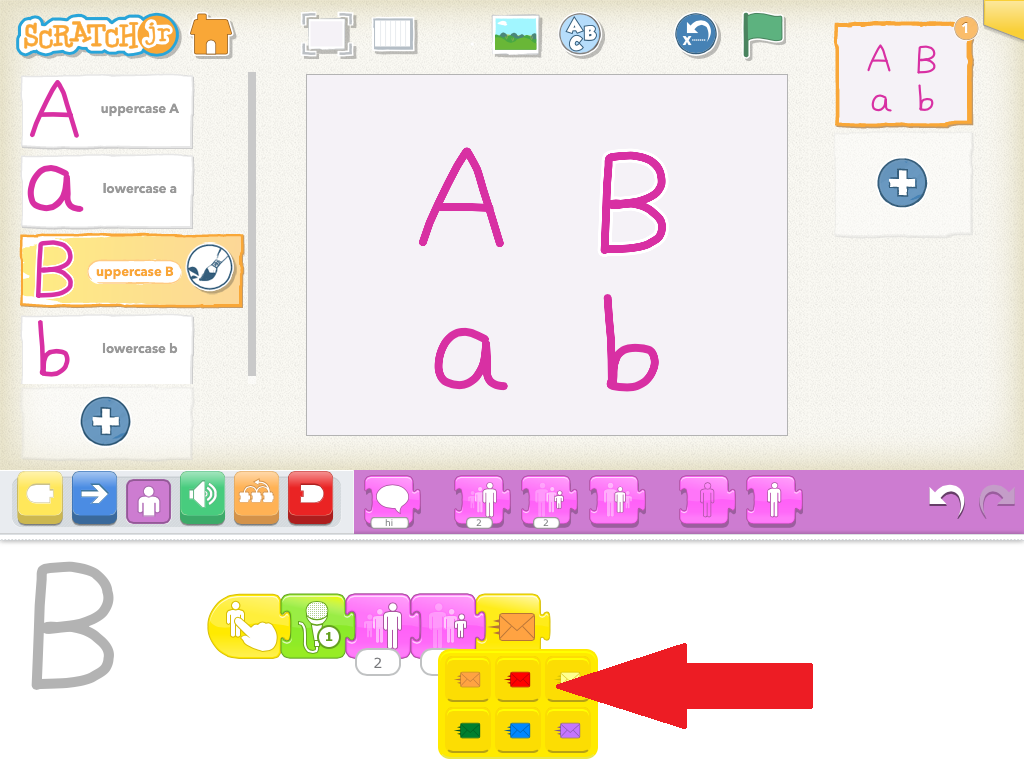 SCRATCH Jr
X
A
B
C
1
A B
a b
A uppercase A
a lowercase a
B uppercase B
b lowercase b
A B
a b
hi
2
2
B
1
2